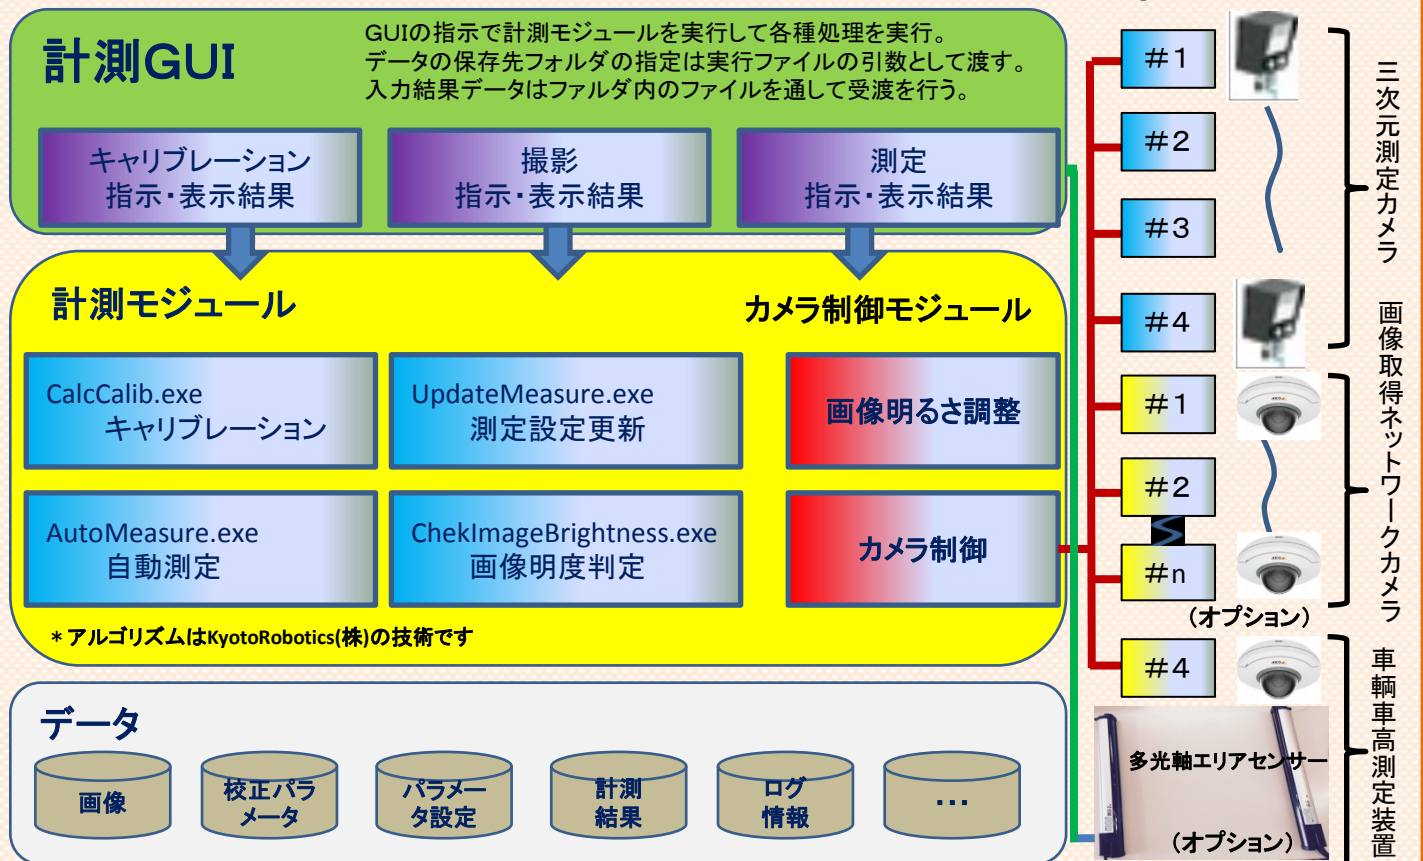 計測GUI
GUIの指示で計測モジュールを実行して各種処理を実行。
データの保存先フォルダの指定は実行ファイルの引数として渡す。
入力結果データはファルダ内のファイルを通して受渡を行う。
キャリブレーション
指示・表示結果
撮影
指示・表示結果
測定
指示・表示結果
計測モジュール
カメラ制御モジュール
CalcCalib.exe
キャリブレーション
UpdateMeasure.exe
測定設定更新
画像明るさ調整
AutoMeasure.exe
自動測定
ChekImageBrightness.exe
画像明度判定
カメラ制御
*アルゴリズムはKyotoRobotics(株)の技術です
データ
画像
校正パラ
メータ
パラメー
タ設定
計測
結果
ログ
情報
...
#1
#2
#3
#4
三次元測定カメラ
#1
#2
#n
(オプション)
画像取得ネットワークカメラ
#4
多光軸エリアセンサー
(オプション)
車輌車高測定装置